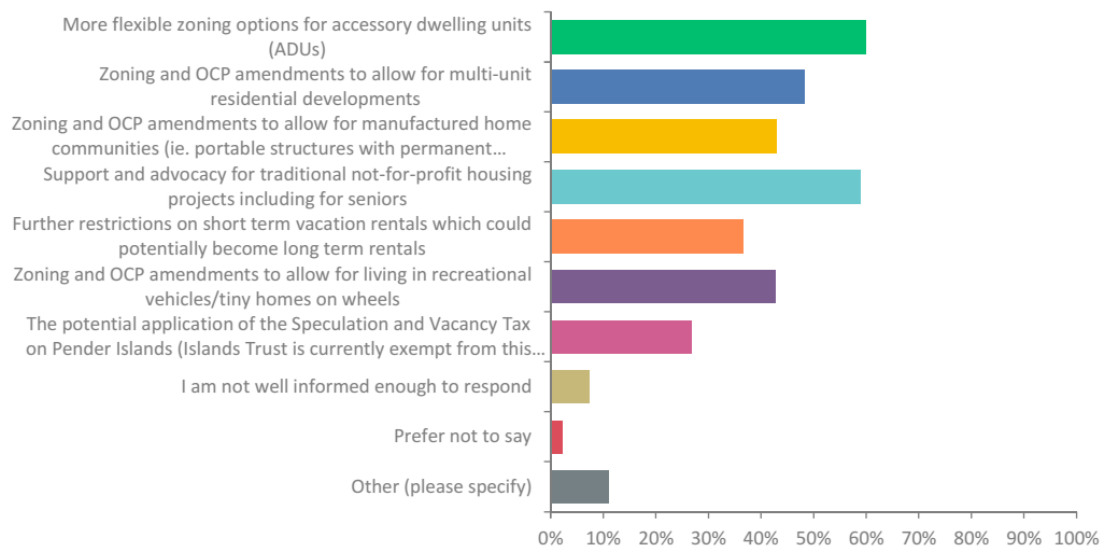 More flexible zoning options for accessory dwelling units
(ADUs)
Zoning and OCP amendments to allow for multi-unit
residential developments
Zoning and OCP amendments to allow for manufactured home
communities (ie. portable structures with permanent…
Support and advocacy for traditional not-for-profit housing
projects including for seniors
Further restrictions on short term vacation rentals which could
potentially become long term rentals
Zoning and OCP amendments to allow for living in recreational
vehicles/tiny homes on wheels
The potential application of the Speculation and Vacancy Tax
on Pender Islands (Islands Trust is currently exempt from this…
I am not well informed enough to respond
Prefer not to say
Other (please specify)
0% 10% 20% 30% 40% 50% 60% 70% 80% 90% 100%